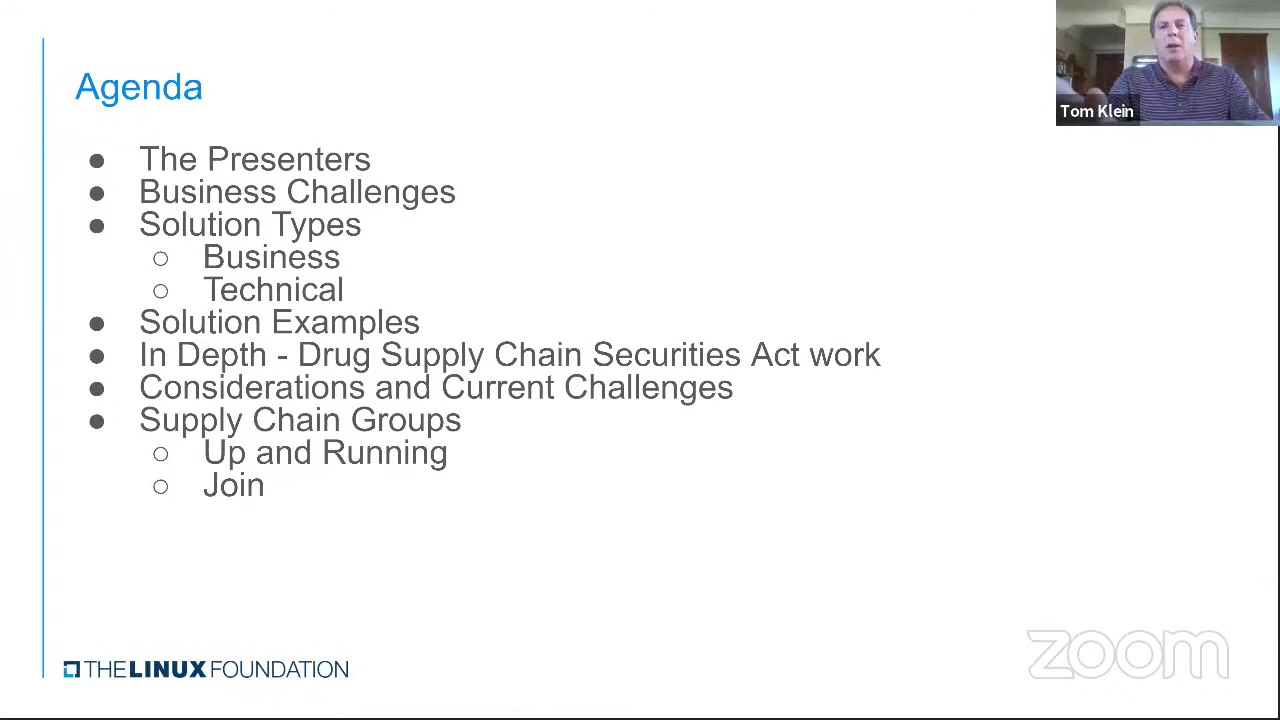 Agenda
Tom Klein
● The Presenters
● Business Challenges
● Solution Types
○ Business
○ Technical
● Solution Examples
● In Depth - Drug Supply Chain Securities Act work
● Considerations and Current Challenges
● Supply Chain Groups
○ Up and Running
○ Join
THE LINUX FOUNDATION
zoom